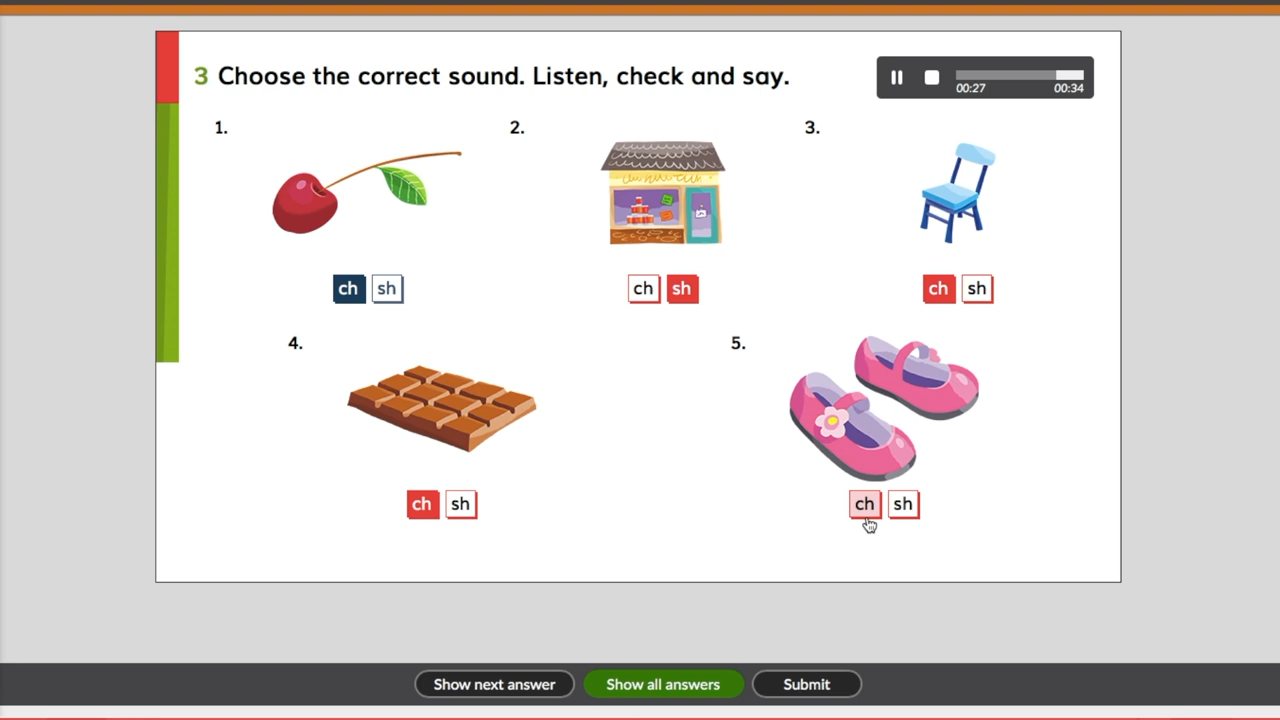 3 Choose the correct sound. Listen, check and say.
00:27 00:34
1. 2. 3.
ch sh ch sh ch sh
4. 5.
ch sh ch sh
Show next answer Show all answers Submit